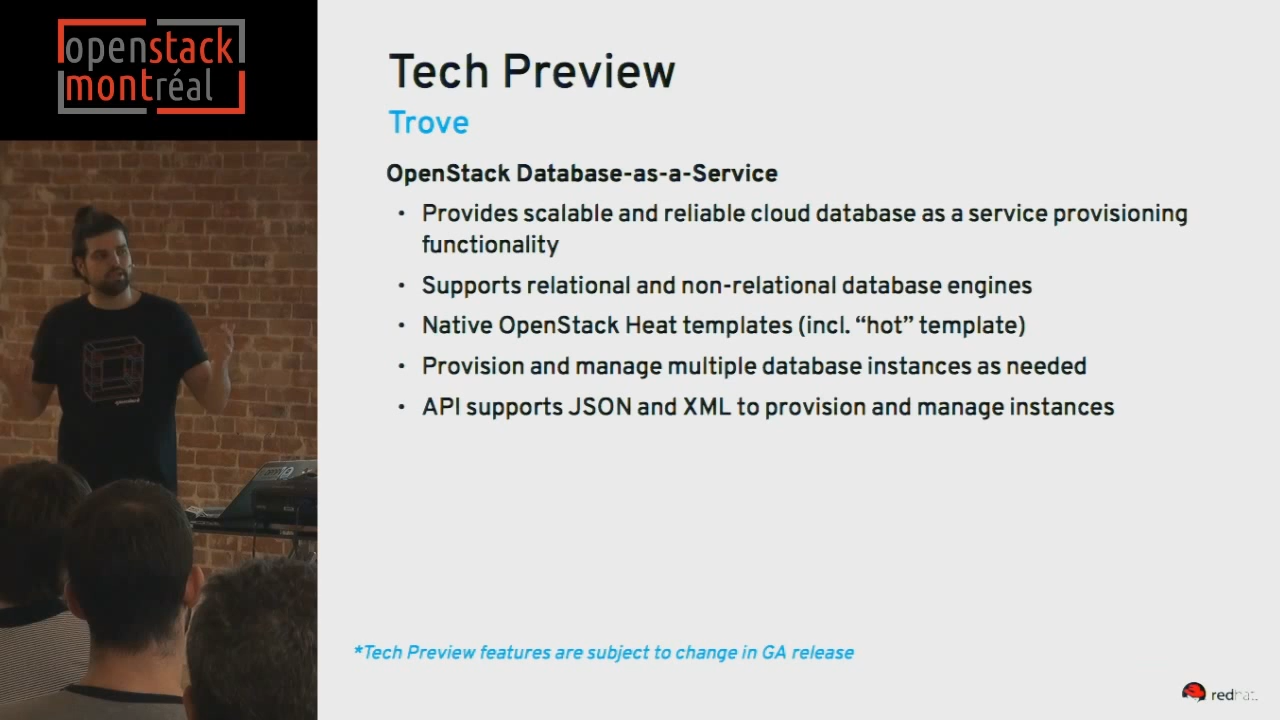 openstack
montréal
Tech Preview
Trove
OpenStack Database-as-a-Service
• Provides scalable and reliable cloud database as a service provisioning
functionality
• Supports relational and non-relational database engines
• Native OpenStack Heat templates (incl. “hot” template)
• Provision and manage multiple database instances as needed
• API supports JSON and XML to provision and manage instances
*Tech Preview features are subject to change in GA release
redhat.